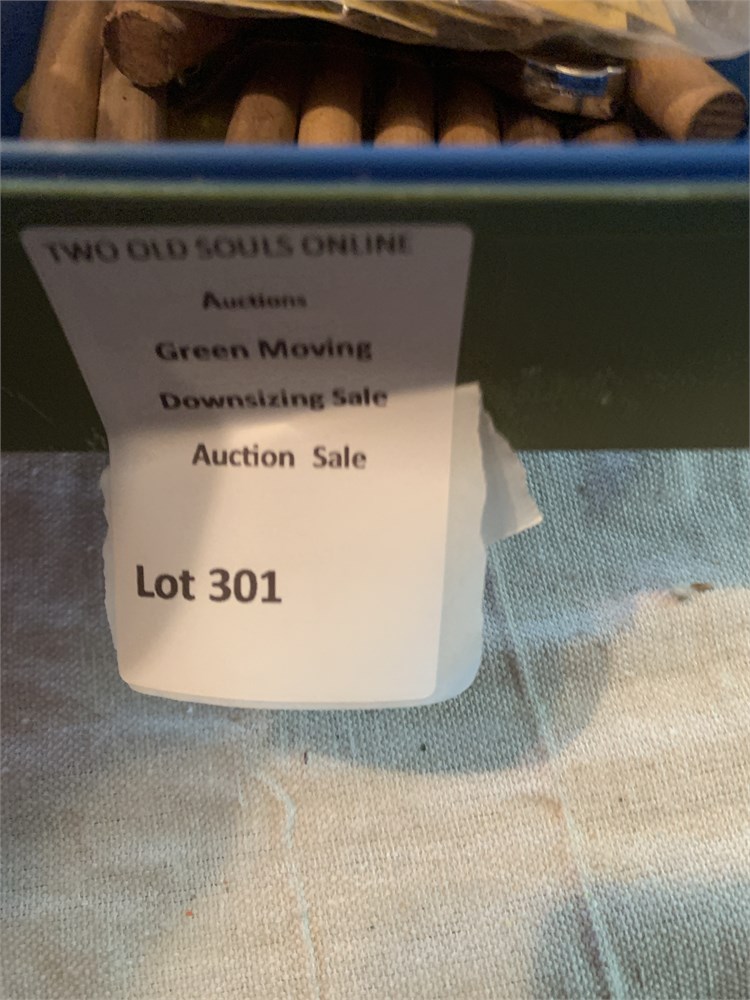 TWO OLD SOULS ONLINE
Auctions
Green Moving
Downsizing Sale
Auction Sale
Lot 301